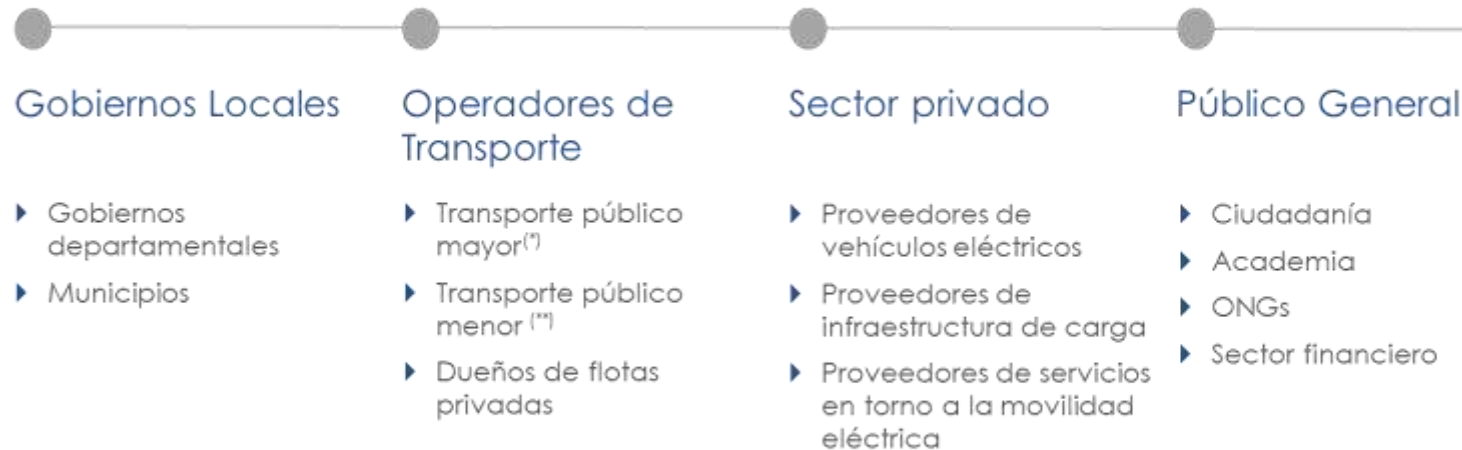 Gobiernos Locales
Gobiernos
departamentales
Municipios
Operadores de
Transporte
Transporte público
mayor(*)
Transporte público
menor (**)
Dueños de flotas
privadas
Sector privado
Proveedores de
vehículos eléctricos
Proveedores de
infraestructura de carga
Proveedores de servicios
en torno a la movilidad
eléctrica
Público General
Ciudadanía
Academia
ONGs
Sector financiero